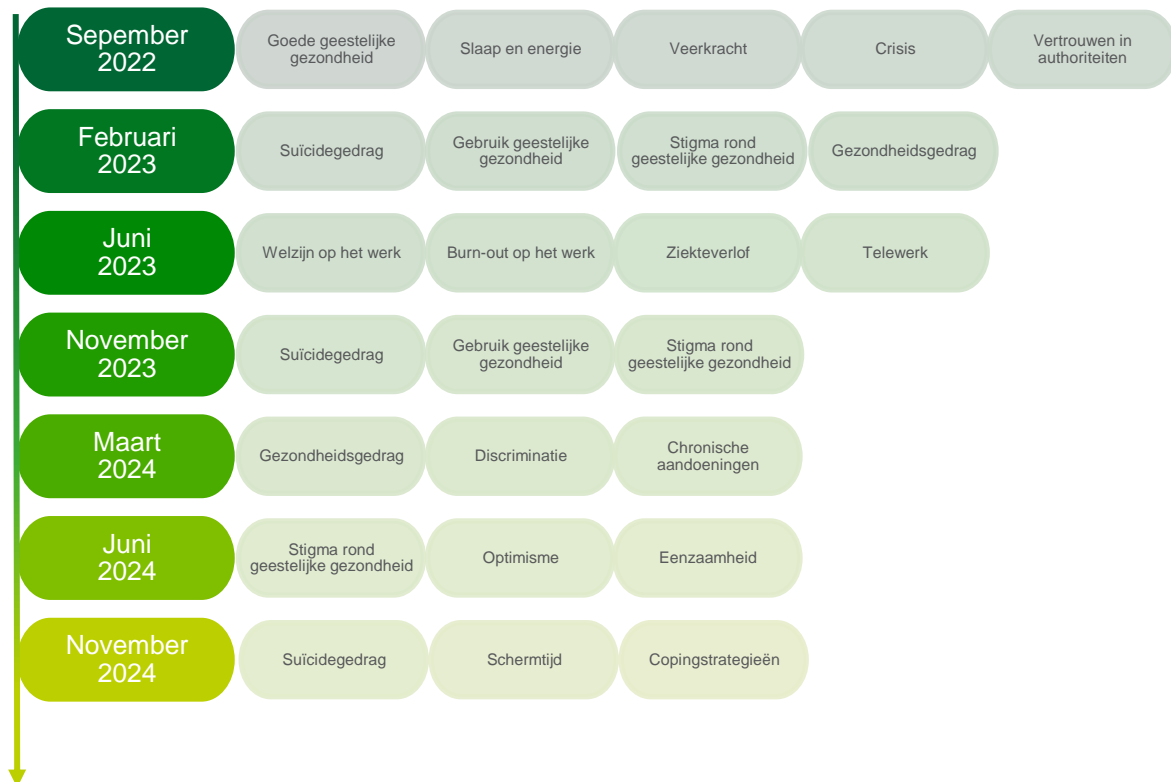 Sepember
2022
Goede geestelijke
gezondheid
Slaap en energie
Veerkracht
Crisis
Vertrouwen in
authoriteiten
Februari
2023
Suïcidegedrag
Gebruik geestelijke
gezondheid
Stigma rond
geestelijke gezondheid
Gezondheidsgedrag
Juni
2023
Welzijn op het werk
Burn-out op het werk
Ziekteverlof
Telewerk
November
2023
Suïcidegedrag
Gebruik geestelijke
gezondheid
Stigma rond
geestelijke gezondheid
Maart
2024
Gezondheidsgedrag
Discriminatie
Chronische
aandoeningen
Juni
2024
Stigma rond
geestelijke gezondheid
Optimisme
Eenzaamheid
November
2024
Suïcidegedrag
Schermtijd
Copingstrategieën